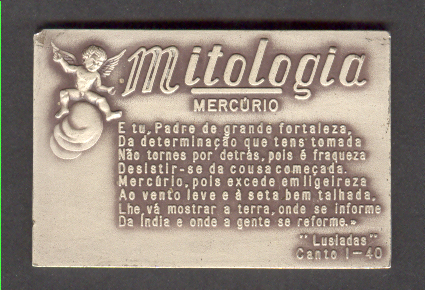 Mitologia
MERCÚRIO
E tu, Padre de grande fortaleza,
Da determinação que tens tomada
Não tornes por detrás, pois é fraqueza
Desistir-se da cousa começada.
Mercúrio, pois excede em ligeireza
Ao vento leve e à seta bem talhada,
Lhe vá mostrar a terra, onde se informe
Da Índia e onde a gente se reforme.»
"Lusíadas"
Canto I-40